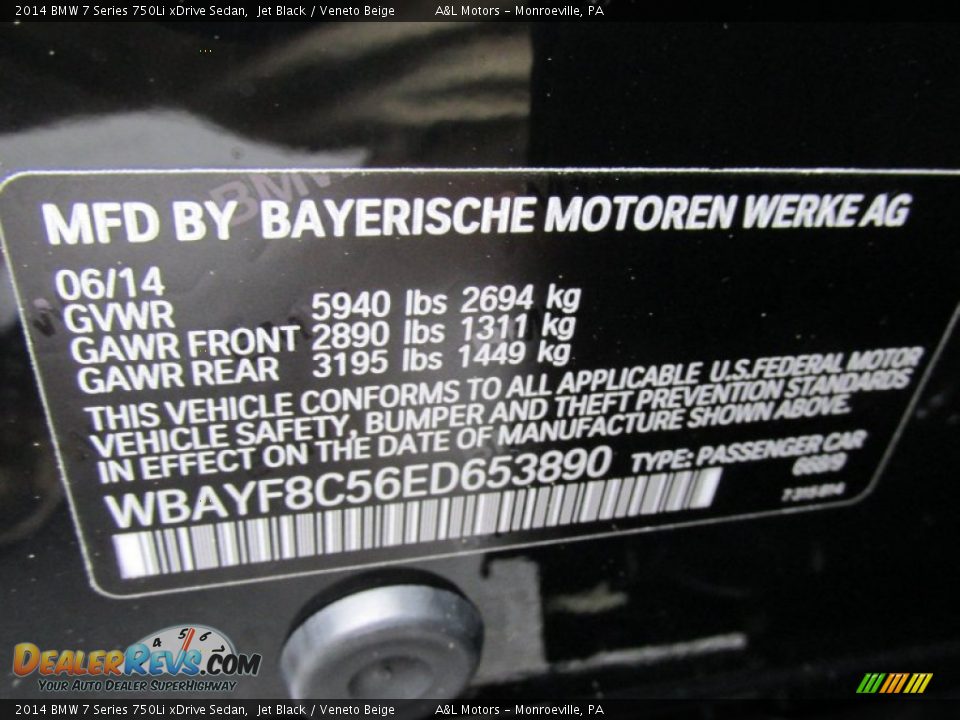 2014 BMW 7 Series 750Li xDrive Sedan, Jet Black / Veneto Beige A&L Motors - Monroeville, PA
MFD BY BAYERISCHE MOTOREN WERKE AG
06/14
GVWR 5940 lbs 2694 kg
GAWR FRONT 2890 lbs 1311 kg
GAWR REAR 3195 lbs 1449 kg
THIS VEHICLE CONFORMS TO ALL APPLICABLE U.S.FEDERAL MOTOR
VEHICLE SAFETY, BUMPER AND THEFT PREVENTION STANDARDS
IN EFFECT ON THE DATE OF MANUFACTURE SHOWN ABOVE.
WBAYF8C56ED653890 TYPE: PASSENGER CAR
4 5 6
DEALERREVS.COM
YOUR AUTO DEALER SUPERHIGHWAY
2014 BMW 7 Series 750Li xDrive Sedan, Jet Black / Veneto Beige A&L Motors - Monroeville, PA